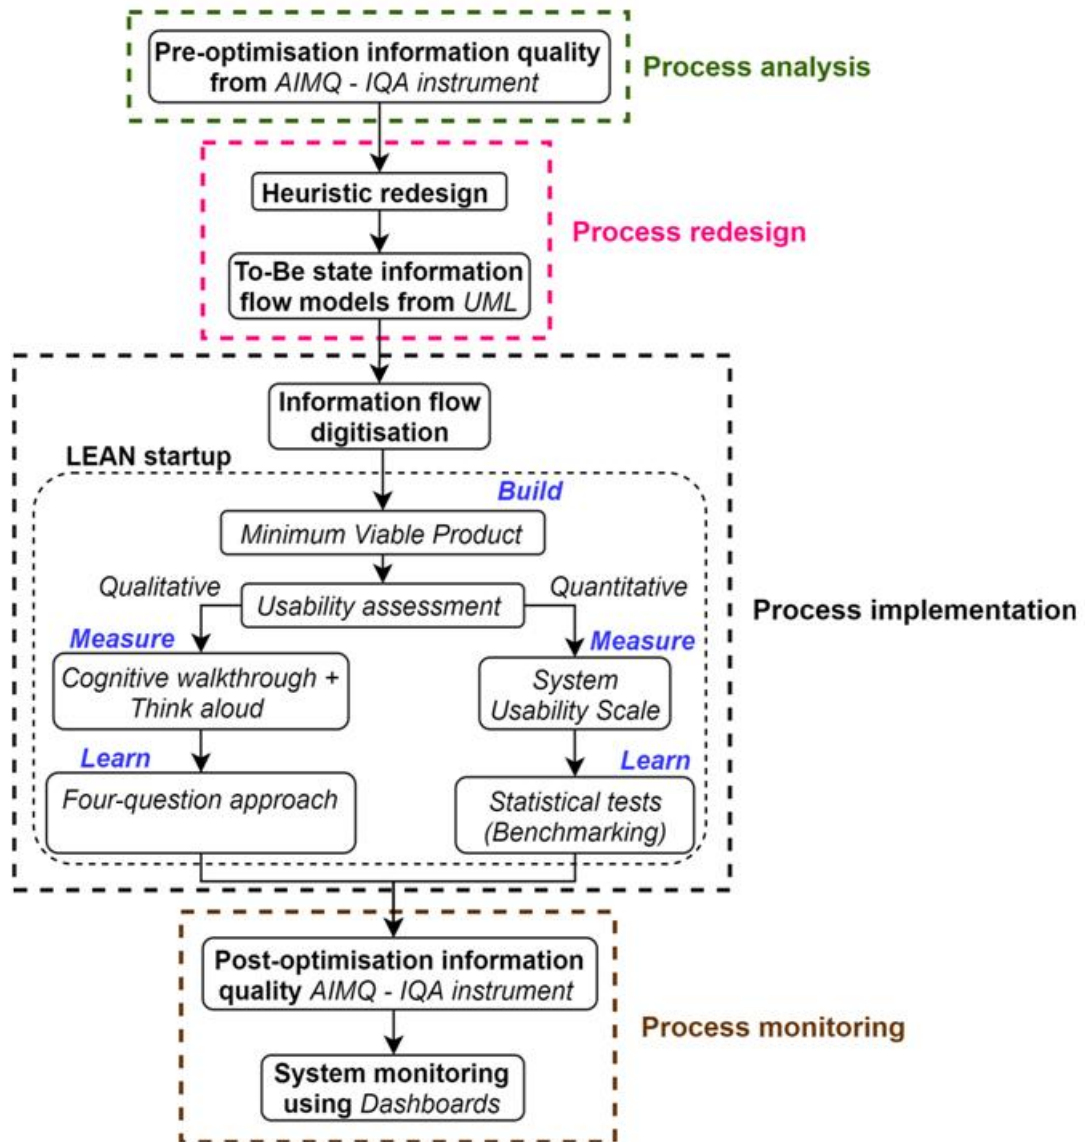 Pre-optimisation information quality
from AIMQ - IQA instrument
Process analysis
Heuristic redesign
Process redesign
To-Be state information
flow models from UML
Information flow
digitisation
LEAN startup
Build
Minimum Viable Product
Qualitative
Usability assessment
Quantitative
Process implementation
Measure
Cognitive walkthrough +
Think aloud
Measure
System
Usability Scale
Learn
Four-question approach
Learn
Statistical tests
(Benchmarking)
Post-optimisation information
quality AIMQ - IQA instrument
Process monitoring
System monitoring
using Dashboards